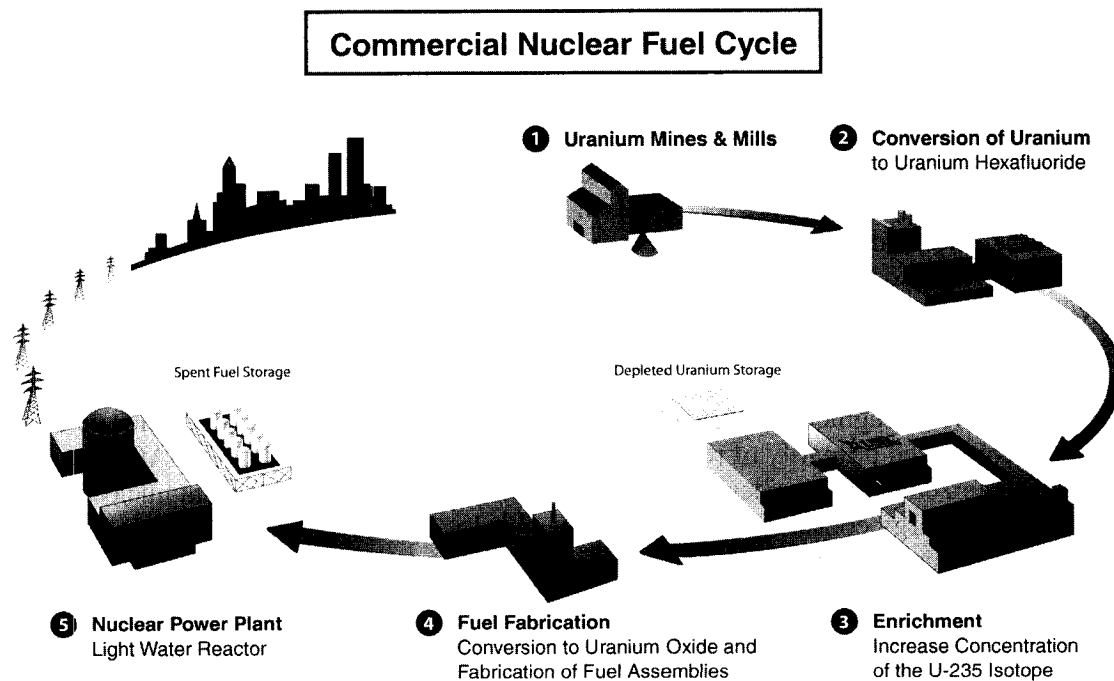 Commercial Nuclear Fuel Cycle
1 Uranium Mines & Mills
2 Conversion of Uranium
to Uranium Hexafluoride
Spent Fuel Storage
Depleted Uranium Storage
5 Nuclear Power Plant
Light Water Reactor
4 Fuel Fabrication
Conversion to Uranium Oxide and
Fabrication of Fuel Assemblies
3 Enrichment
Increase Concentration
of the U-235 Isotope